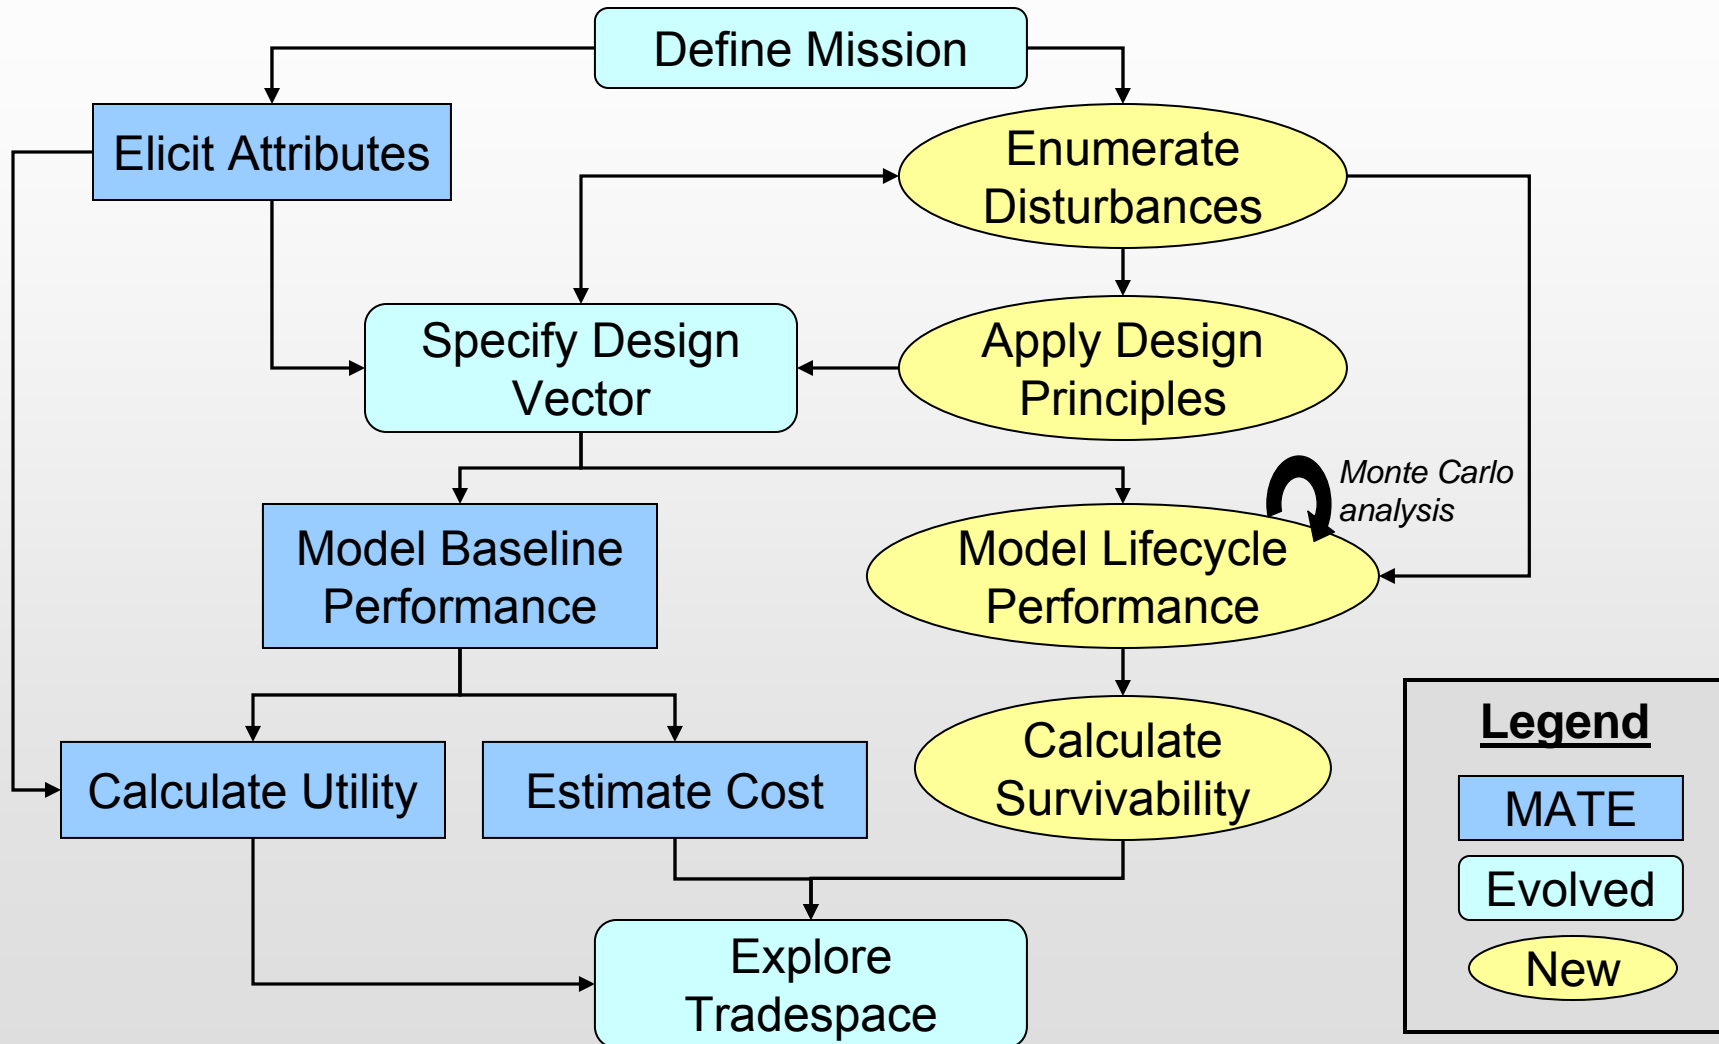 Define Mission
Elicit Attributes
Enumerate
Disturbances
Specify Design
Vector
Apply Design
Principles
Monte Carlo
analysis
Model Baseline
Performance
Model Lifecycle
Performance
Calculate Utility
Estimate Cost
Calculate
Survivability
Explore
Tradespace
Legend
MATE
Evolved
New